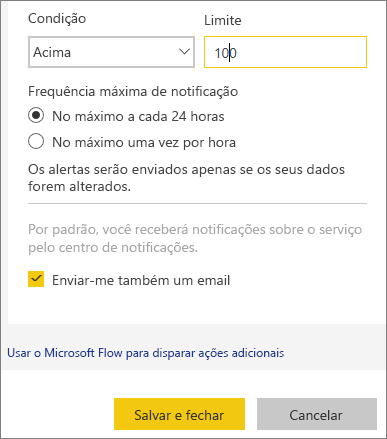 Condição Limite
Acima 100
Frequência máxima de notificação
No máximo a cada 24 horas
No máximo uma vez por hora
Os alertas serão enviados apenas se os seus dados
forem alterados.
Por padrão, você receberá notificações sobre o serviço
pelo centro de notificações.
Enviar-me também um email
Usar o Microsoft Flow para disparar ações adicionais
Salvar e fechar Cancelar